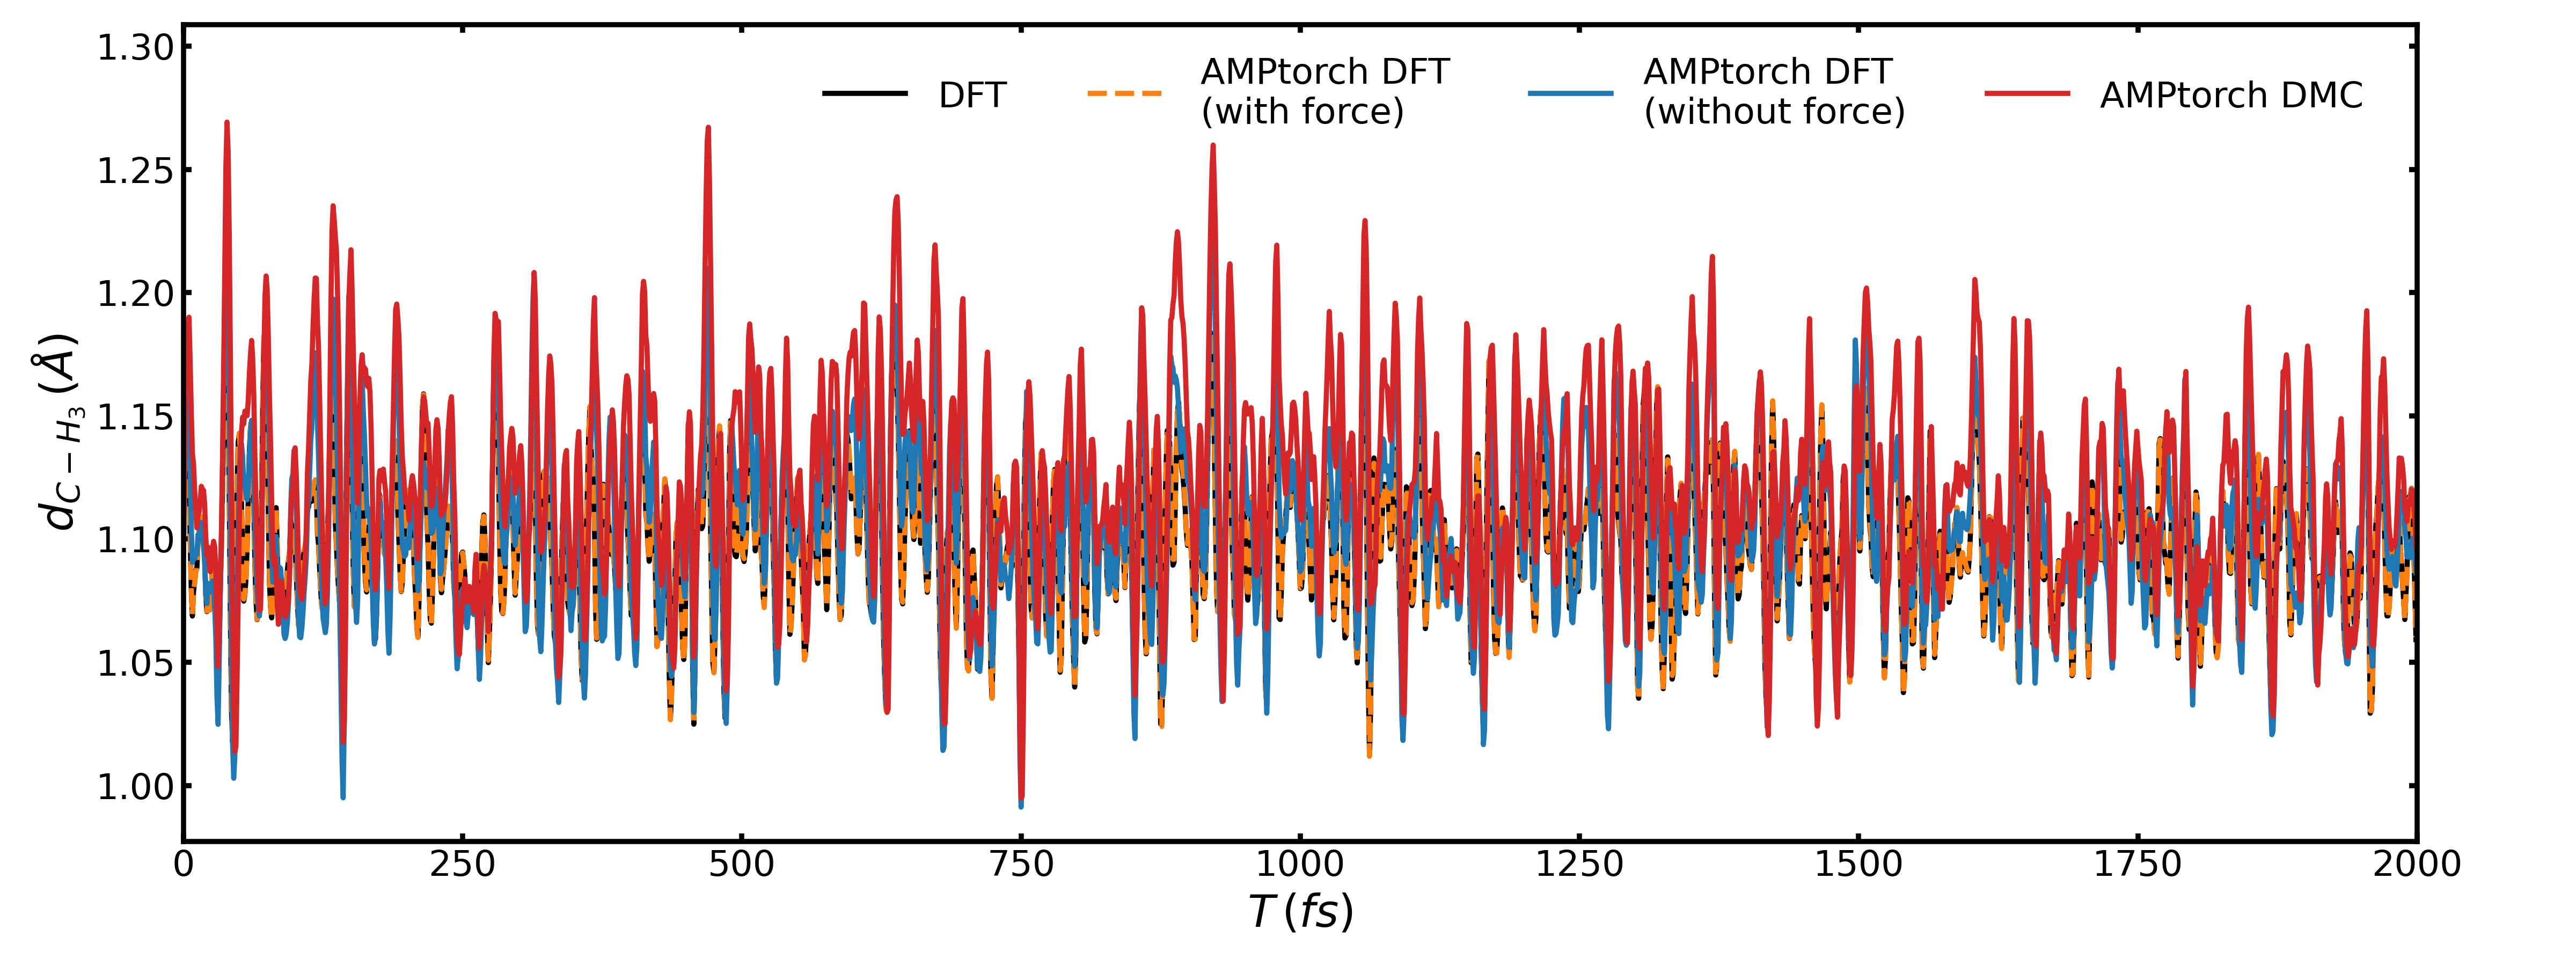 1.30
1.25
1.20
1.15
1.10
1.05
1.00
d_{C-H_3} (Å)
DFT
AMPtorch DFT
(with force)
AMPtorch DFT
(without force)
AMPtorch DMC
0 250 500 750 1000 1250 1500 1750 2000
T (fs)